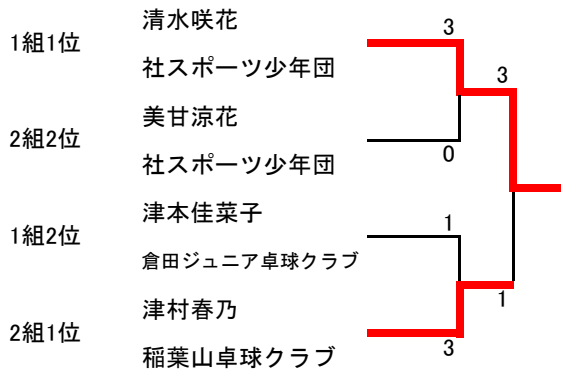 清水咲花
1組1位
社スポーツ少年団
3
3
美甘涼花
2組2位
社スポーツ少年団
0
津本佳菜子
1組2位
倉田ジュニア卓球クラブ
1
1
津村春乃
2組1位
稲葉山卓球クラブ
3